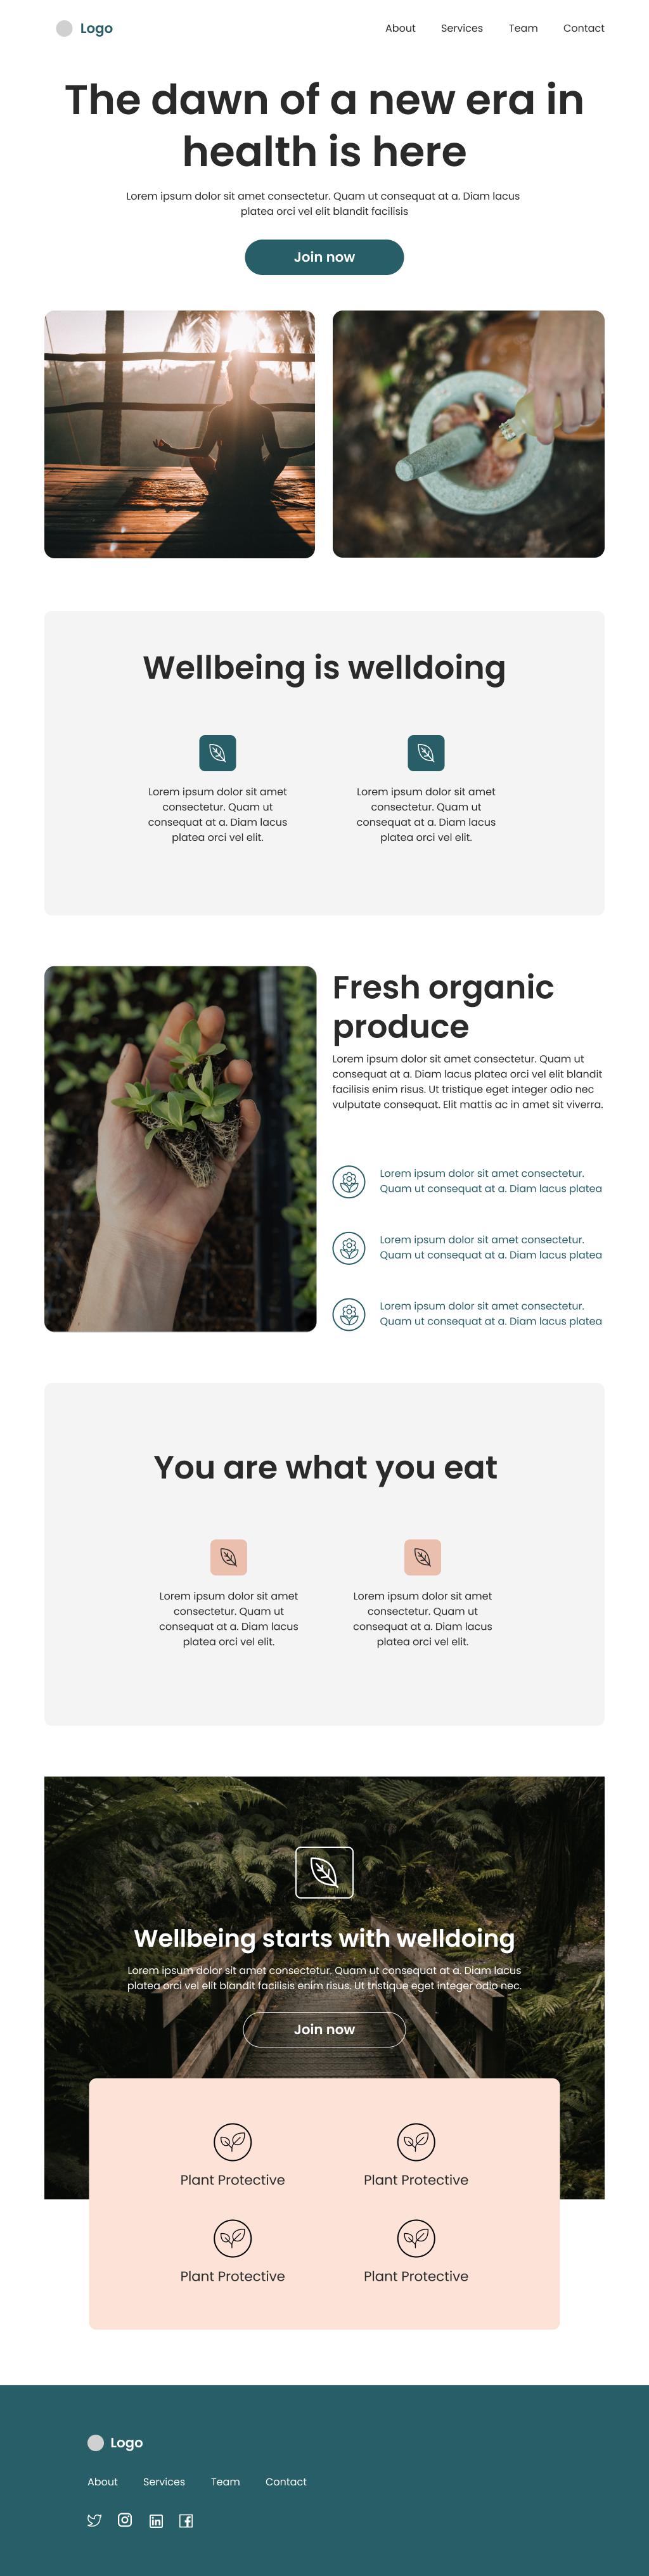 Logo
About Services Team Contact
The dawn of a new era in
health is here
Lorem ipsum dolor sit amet consectetur. Quam ut consequat at a. Diam lacus
platea orci vel elit blandit facilisis
Join now
Wellbeing is welldoing
Lorem ipsum dolor sit amet
consectetur. Quam ut
consequat at a. Diam lacus
platea orci vel elit.
Lorem ipsum dolor sit amet
consectetur. Quam ut
consequat at a. Diam lacus
platea orci vel elit.
Fresh organic
produce
Lorem ipsum dolor sit amet consectetur. Quam ut
consequat at a. Diam lacus platea orci vel elit blandit
facilisis enim risus. Ut tristique eget integer odio nec
vulputate consequat. Elit mattis ac in amet sit viverra.
Lorem ipsum dolor sit amet consectetur.
Quam ut consequat at a. Diam lacus platea
Lorem ipsum dolor sit amet consectetur.
Quam ut consequat at a. Diam lacus platea
Lorem ipsum dolor sit amet consectetur.
Quam ut consequat at a. Diam lacus platea
You are what you eat
Lorem ipsum dolor sit amet
consectetur. Quam ut
consequat at a. Diam lacus
platea orci vel elit.
Lorem ipsum dolor sit amet
consectetur. Quam ut
consequat at a. Diam lacus
platea orci vel elit.
Wellbeing starts with welldoing
Lorem ipsum dolor sit amet consectetur. Quam ut consequat at a. Diam lacus
platea orci vel elit blandit facilisis enim risus. Ut tristique eget integer odio nec.
Join now
Plant Protective
Plant Protective
Plant Protective
Plant Protective
Logo
About Services Team Contact